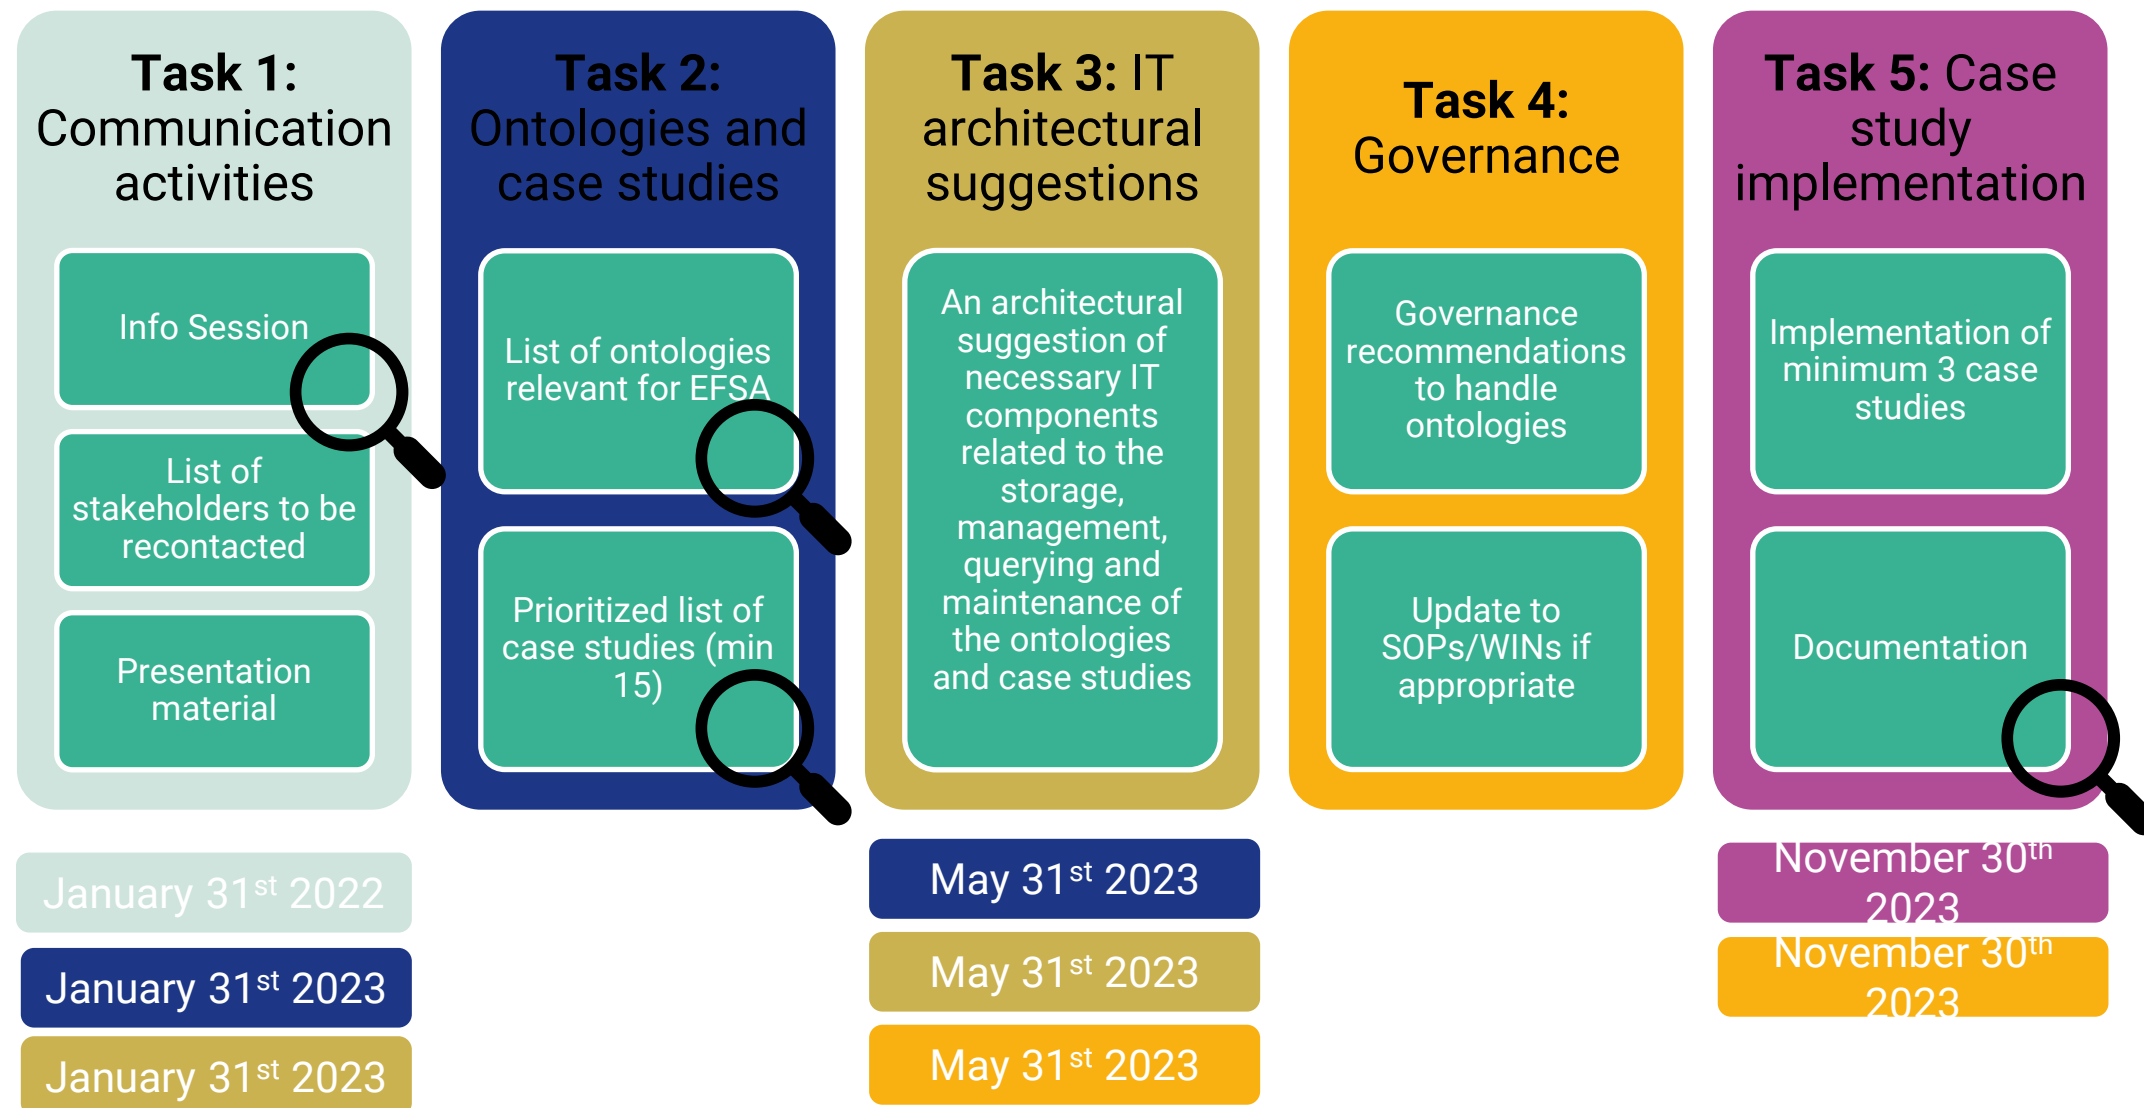 Task 1:
Communication
activities
Info Session
List of
stakeholders to be
recontacted
Presentation
material
Task 2:
Ontologies and
case studies
List of ontologies
relevant for EFSA
Prioritized list of
case studies (min
15)
Task 3: IT
architectural
suggestions
An architectural
suggestion of
necessary IT
components
related to the
storage,
management,
querying and
maintenance of
the ontologies
and case studies
Task 4:
Governance
Governance
recommendations
to handle
ontologies
Update to
SOPs/WINs if
appropriate
Task 5: Case
study
implementation
Implementation of
minimum 3 case
studies
Documentation
January 31st 2022
January 31st 2023
January 31st 2023
May 31st 2023
May 31st 2023
May 31st 2023
November 30th
2023
November 30th
2023